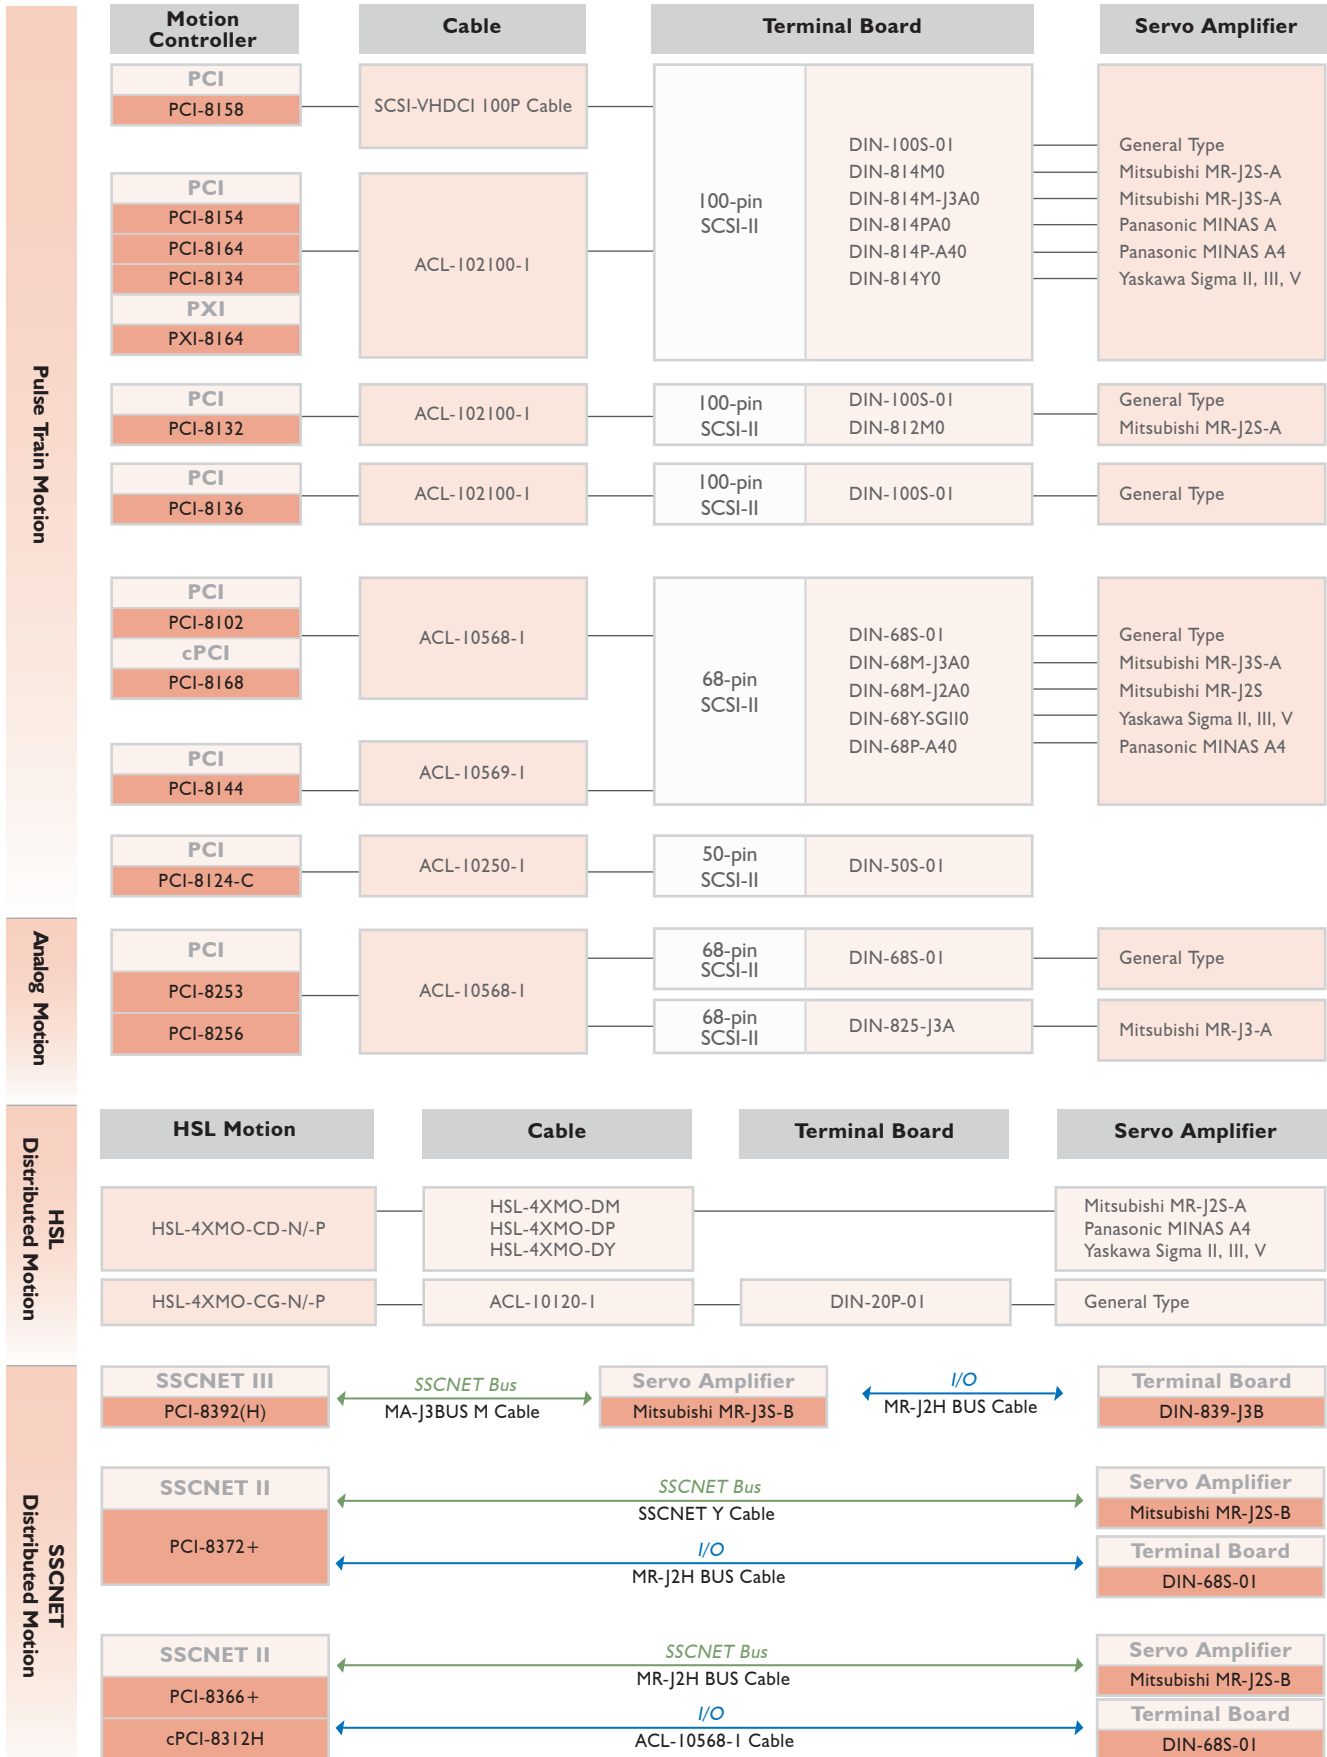 Motion
Controller
Cable
Terminal Board
Servo Amplifier
Pulse Train Motion
PCI
PCI-8158
SCSI-VHDCI 100P Cable
PCI
PCI-8154
PCI-8164
PCI-8134
PXI
PXI-8164
ACL-102100-1
100-pin
SCSI-II
DIN-100S-01
DIN-814M0
DIN-814M-J3A0
DIN-814PA0
DIN-814P-A40
DIN-814Y0
General Type
Mitsubishi MR-J2S-A
Mitsubishi MR-J3S-A
Panasonic MINAS A
Panasonic MINAS A4
Yaskawa Sigma II, III, V
PCI
PCI-8132
ACL-102100-1
100-pin
SCSI-II
DIN-100S-01
DIN-812M0
General Type
Mitsubishi MR-J2S-A
PCI
PCI-8136
ACL-102100-1
100-pin
SCSI-II
DIN-100S-01
General Type
PCI
PCI-8102
cPCI
PCI-8168
ACL-10568-1
PCI
PCI-8144
ACL-10569-1
68-pin
SCSI-II
DIN-68S-01
DIN-68M-J3A0
DIN-68M-J2A0
DIN-68Y-SGII0
DIN-68P-A40
General Type
Mitsubishi MR-J3S-A
Mitsubishi MR-J2S
Yaskawa Sigma II, III, V
Panasonic MINAS A4
PCI
PCI-8124-C
ACL-10250-1
50-pin
SCSI-II
DIN-50S-01
Analog Motion
PCI
PCI-8253
PCI-8256
ACL-10568-1
68-pin
SCSI-II
DIN-68S-01
General Type
68-pin
SCSI-II
DIN-825-J3A
Mitsubishi MR-J3-A
HSL
Distributed Motion
HSL Motion
Cable
Terminal Board
Servo Amplifier
HSL-4XMO-CD-N/-P
HSL-4XMO-DM
HSL-4XMO-DP
HSL-4XMO-DY
Mitsubishi MR-J2S-A
Panasonic MINAS A4
Yaskawa Sigma II, III, V
HSL-4XMO-CG-N/-P
ACL-10120-1
DIN-20P-01
General Type
SSCNET
Distributed Motion
SSCNET III
PCI-8392(H)
SSCNET Bus
MA-J3BUS M Cable
Servo Amplifier
Mitsubishi MR-J3S-B
I/O
MR-J2H BUS Cable
Terminal Board
DIN-839-J3B
SSCNET II
PCI-8372+
SSCNET Bus
SSCNET Y Cable
Servo Amplifier
Mitsubishi MR-J2S-B
I/O
MR-J2H BUS Cable
Terminal Board
DIN-68S-01
SSCNET II
PCI-8366+
cPCI-8312H
SSCNET Bus
MR-J2H BUS Cable
Servo Amplifier
Mitsubishi MR-J2S-B
I/O
ACL-10568-1 Cable
Terminal Board
DIN-68S-01